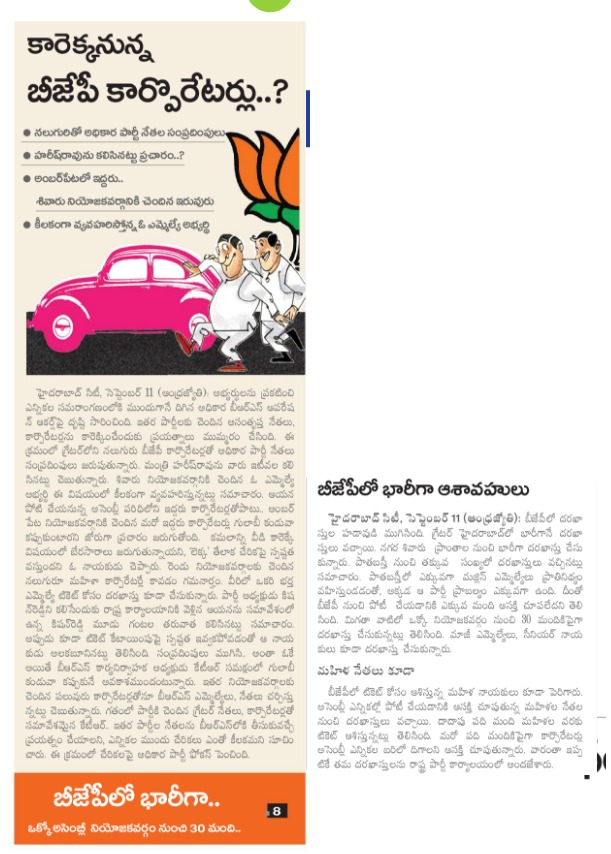 కారెక్కనున్న
బీజేపీ కార్పొరేటర్లు..?
● నలుగురితో అధికార పార్టీ నేతల సంప్రదింపులు
● హరీష్‌రావును కలిసినట్టు ప్రచారం..?
● అంబర్‌పేటలో ఇద్దరు..
శివారు నియోజకవర్గానికి చెందిన ఇరువురు
● కీలకంగా వ్యవహరిస్తోన్న ఓ ఎమ్మెల్యే అభ్యర్థి
హైదరాబాద్‌ సిటీ, సెప్టెంబర్‌ 11 (ఆంధ్రజ్యోతి): అభ్యర్థులను ప్రకటించి
ఎన్నికల సమరాంగణంలోకి ముందుగానే దిగిన అధికార బీఆర్‌ఎస్‌ ఆపరేష
న్‌ ఆకర్ష్‌పై దృష్టి సారించింది. ఇతర పార్టీలకు చెందిన అసంతృప్త నేతలు,
కార్పొరేటర్లను కారెక్కించేందుకు ప్రయత్నాలు ముమ్మరం చేసింది. ఈ
క్రమంలో గ్రేటర్‌లోని నలుగురు బీజేపీ కార్పొరేటర్లతో అధికార పార్టీ నేతలు
సంప్రదింపులు జరుపుతున్నారు. మంత్రి హరీష్‌రావును వారు ఇటీవల కలి
సినట్టు చెబుతున్నారు. శివారు నియోజకవర్గానికి చెందిన ఓ ఎమ్మెల్యే
అభ్యర్థి ఈ విషయంలో కీలకంగా వ్యవహరిస్తున్నట్టు సమాచారం. ఆయన
పోటీ చేయనున్న అసెంబ్లీ పరిధిలోని ఇద్దరు కార్పొరేటర్లతోపాటు.. అంబర్‌
పేట నియోజకవర్గానికి చెందిన మరో ఇద్దరు కార్పొరేటర్లు గులాబీ కండువా
కప్పుకుంటారని జోరుగా ప్రచారం జరుగుతోంది. కమలాన్ని వీడి కారెక్కే
విషయంలో బేరసారాలు జరుగుతున్నాయని, 'లెక్క' తేలాక చేరికపై స్పష్టత
వస్తుందని ఓ నాయకుడు చెప్పారు. రెండు నియోజకవర్గాలకు చెందిన
నలుగురూ మహిళా కార్పొరేటర్లే కావడం గమనార్హం. వీరిలో ఒకరి భర్త
ఎమ్మెల్యే టికెట్‌ కోసం దరఖాస్తు కూడా చేసుకున్నారు. పార్టీ అధ్యక్షుడు కిష
న్‌రెడ్డిని కలిసేందుకు రాష్ట్ర కార్యాలయానికి వెళ్లిన ఆయనను సమావేశంలో
ఉన్న కిషన్‌రెడ్డి మూడు గంటల తరువాత కలిసినట్టు సమాచారం.
అప్పుడు కూడా టికెట్‌ కేటాయింపుపై స్పష్టత ఇవ్వకపోవడంతో ఆ నాయ
కుడు అలకబూనినట్టు తెలిసింది. సంప్రదింపులు ముగిసి, అంతా ఓకే
అయితే బీఆర్‌ఎస్‌ కార్యనిర్వాహక అధ్యక్షుడు కేటీఆర్‌ సమక్షంలో గులాబీ
కండువా కప్పుకునే అవకాశముందంటున్నారు. ఇతర నియోజకవర్గాలకు
చెందిన పలువురు కార్పొరేటర్లతోనూ బీఆర్‌ఎస్‌ ఎమ్మెల్యేలు, నేతలు చర్చిస్తు
న్నట్టు తెలుస్తున్నారు. గతంలో పార్టీకి చెందిన గ్రేటర్‌ నేతలు, కార్పొరేటర్లతో
సమావేశమైన కేటీఆర్‌.. ఇతర పార్టీల నేతలను బీఆర్‌ఎస్‌లోకి తీసుకువచ్చే
ప్రయత్నం చేయాలని, ఎన్నికల ముందు చేరికలు ఎంతో కీలకమని సూచిం
చారు. ఈ క్రమంలో చేరికలపై అధికార పార్టీ ఫోకస్‌ పెంచింది.
బీజేపీలో భారీగా..
8
ఒక్కో అసెంబ్లీ నియోజకవర్గం నుంచి 30 మంది..
బీజేపీలో భారీగా ఆశావహులు
హైదరాబాద్‌ సిటీ, సెప్టెంబర్‌ 11 (ఆంధ్రజ్యోతి): బీజేపీలో దరఖా
స్తుల హడావుడి ముగిసింది. గ్రేటర్‌ హైదరాబాద్‌లో భారీగానే దరఖా
స్తులు వచ్చాయి. నగర శివారు ప్రాంతాల నుంచి భారీగా దరఖాస్తు చేసు
కున్నారు. పాతబస్తీ నుంచి తక్కువ సంఖ్యలో దరఖాస్తులు వచ్చినట్లు
సమాచారం. పాతబస్తీలో ఎక్కువగా మజ్లిస్‌ ఎమ్మెల్యేలు ప్రాతినిధ్యం
వహిస్తుండడంతో, అక్కడ ఆ పార్టీ ప్రాబల్యం ఎక్కువగా ఉంది. దీంతో
బీజేపీ నుంచి పోటీ చేయడానికి ఎక్కువ మంది ఆసక్తి చూపలేదని తెలి
సింది. మిగతా వాటిలో ఒక్కో నియోజకవర్గం నుంచి 30 మందికిపైగా
దరఖాస్తు చేసుకున్నట్లు తెలిసింది. మాజీ ఎమ్మెల్యేలు, సీనియర్‌ నాయ
కులు కూడా దరఖాస్తు చేసుకున్నారు.
మహిళా నేతలు కూడా
బీజేపీలో టికెట్‌ కోసం ఆశిస్తున్న మహిళా నాయకులు కూడా పెరిగారు.
అసెంబ్లీ ఎన్నికల్లో పోటీ చేయడానికి ఆసక్తి చూపుతున్న మహిళల నేతల
నుంచి దరఖాస్తులు వచ్చాయి. దాదాపు పది మంది మహిళల వరకు
టికెట్‌ ఆశిస్తున్నట్లు తెలిసింది. మరో పది మందికిపైగా కార్పొరేటర్లు
అసెంబ్లీ ఎన్నికల బరిలో దిగాలని ఆసక్తి చూపుతున్నారు. వారంతా ఇప్ప
టికే తమ దరఖాస్తులను రాష్ట్ర పార్టీ కార్యాలయంలో అందజేశారు.